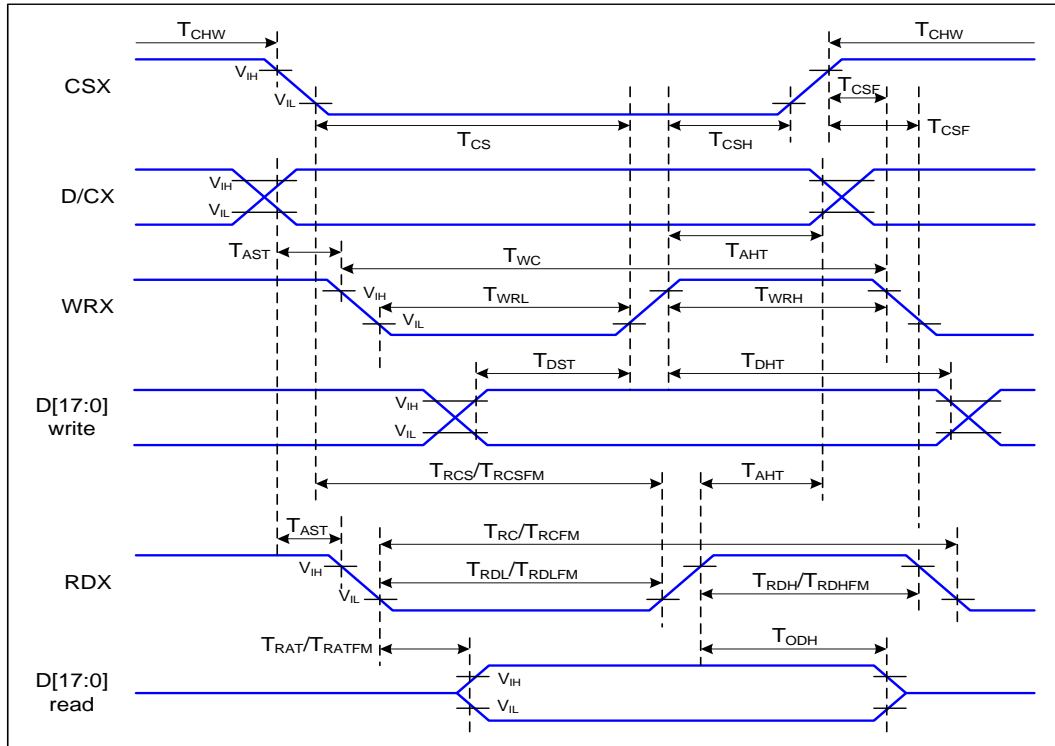 TCHW TCHW
CSX VIH VIL TCSF TCSF
TCS TCSH
D/CX VIH VIL
TAST TWC TAHT
WRX VIH VIL TWRL TWRH
TDST TDHT
D[17:0] write VIH VIL
TRCS/TRCSFM TAHT
TAST TRC/TRCFM
RDX VIH VIL TRDL/TRDLFM TRDH/TRDHFM
TRAT/TRATFM TODH
D[17:0] read VIH VIL